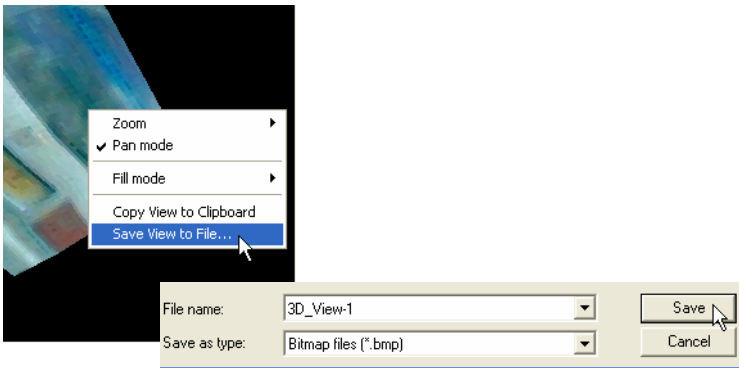 Zoom
Pan mode
Fill mode
Copy View to Clipboard
Save View to File...
File name: 3D_View-1 Save
Save as type: Bitmap files (*.bmp) Cancel